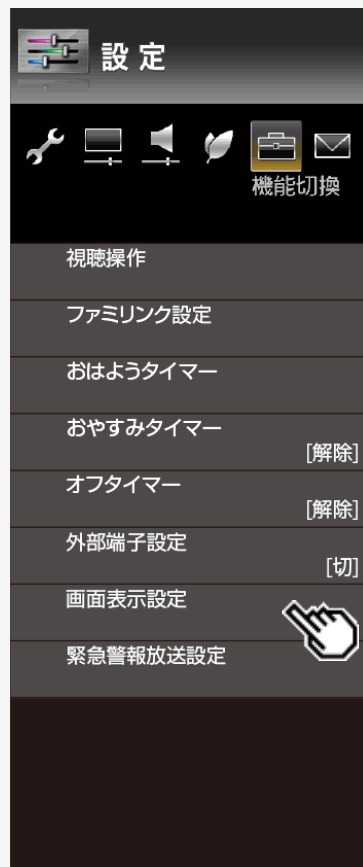 設定
機能切換
視聴操作
ファミリンク設定
おはようタイマー
おやすみタイマー
[解除]
オフタイマー
[解除]
外部端子設定
[切]
画面表示設定
緊急警報放送設定